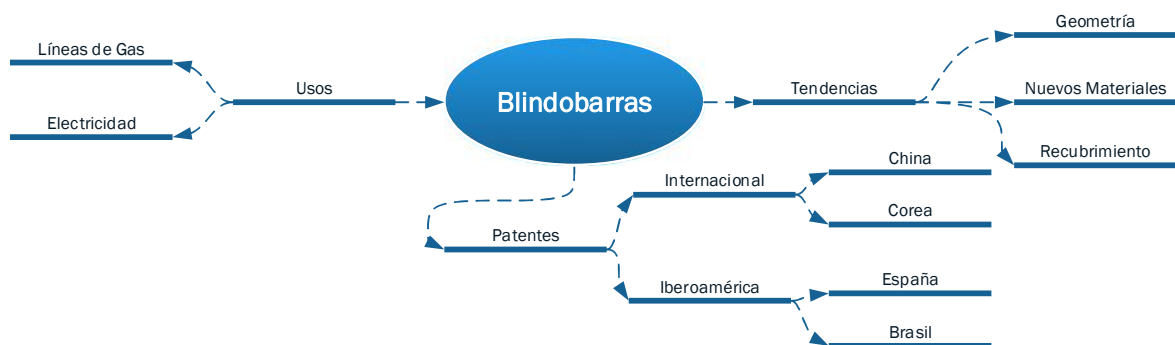 Líneas de Gas
Electricidad
Usos
Blindobarras
Tendencias
Geometría
Nuevos Materiales
Recubrimiento
Patentes
Internacional
China
Corea
Iberoamérica
España
Brasil